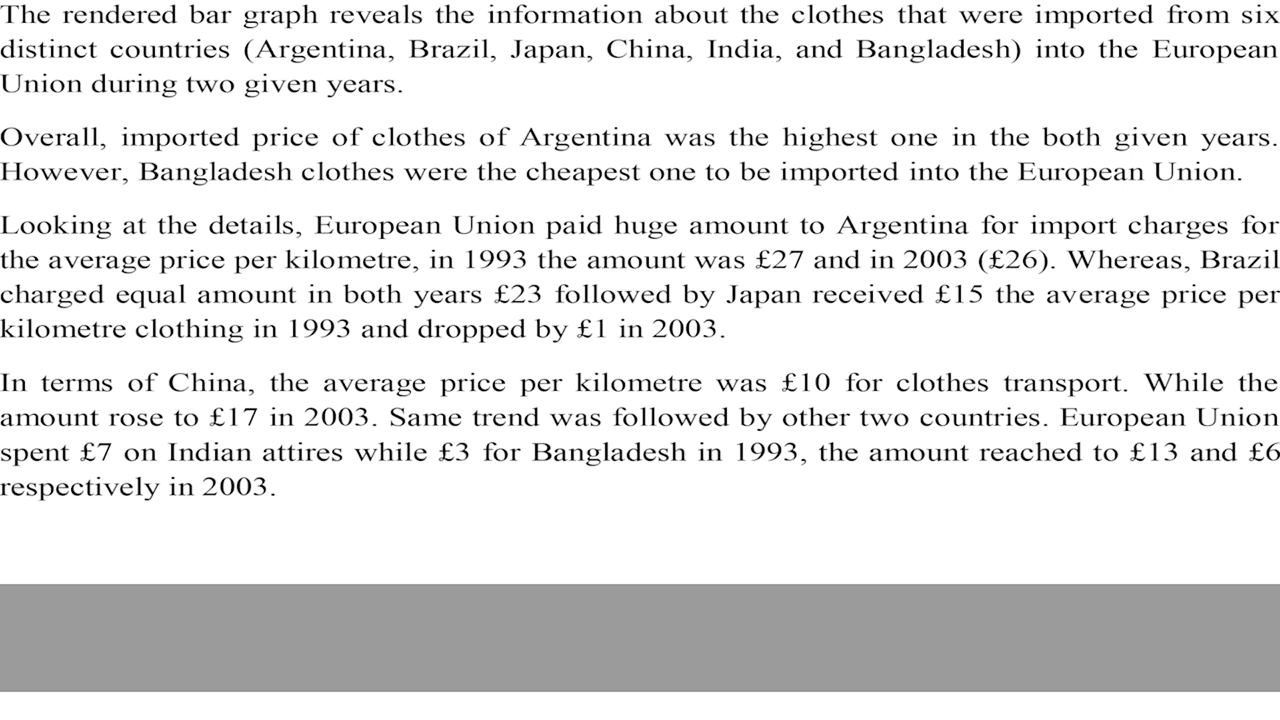 The rendered bar graph reveals the information about the clothes that were imported from six
distinct countries (Argentina, Brazil, Japan, China, India, and Bangladesh) into the European
Union during two given years.
Overall, imported price of clothes of Argentina was the highest one in the both given years.
However, Bangladesh clothes were the cheapest one to be imported into the European Union.
Looking at the details, European Union paid huge amount to Argentina for import charges for
the average price per kilometre, in 1993 the amount was £27 and in 2003 (£26). Whereas, Brazil
charged equal amount in both years £23 followed by Japan received £15 the average price per
kilometre clothing in 1993 and dropped by £1 in 2003.
In terms of China, the average price per kilometre was £10 for clothes transport. While the
amount rose to £17 in 2003. Same trend was followed by other two countries. European Union
spent £7 on Indian attires while £3 for Bangladesh in 1993, the amount reached to £13 and £6
respectively in 2003.